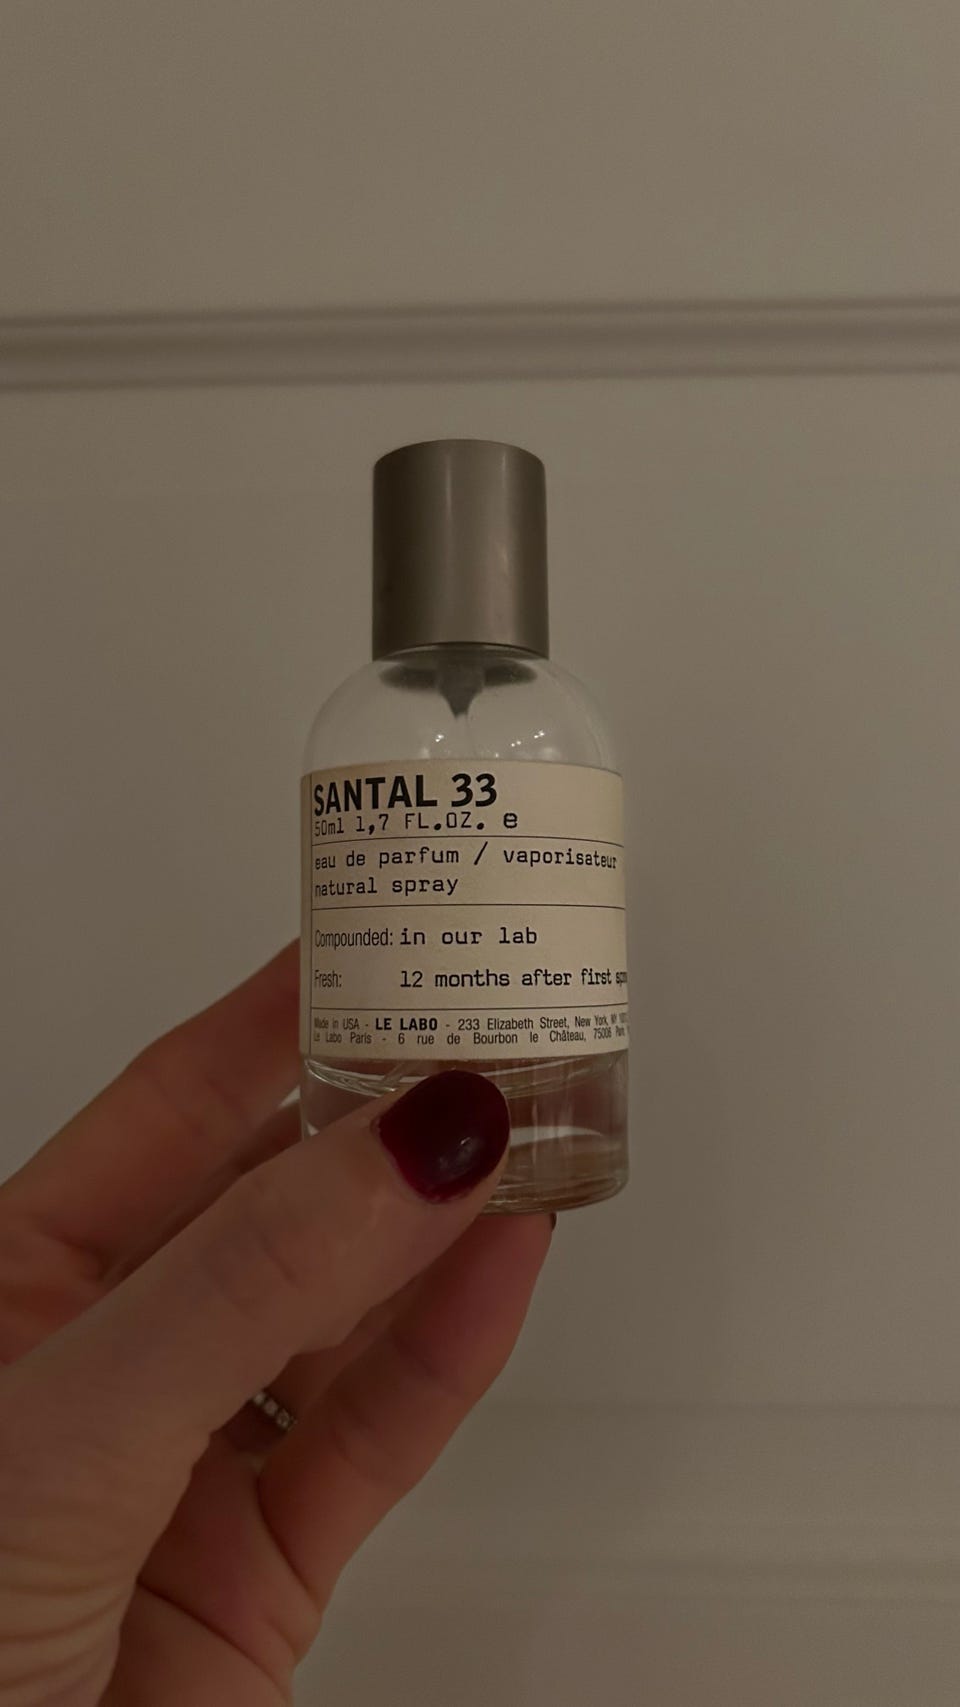 SANTAL 33
50ml 1,7 FL.OZ. e
eau de parfum / vaporisateur
natural spray
Compounded: in our lab
Fresh: 12 months after first
Made in USA - LE LABO - 233 Elizabeth Street, New York, NY
Le Labo Paris - 6 rue de Bourbon le Château, 75006